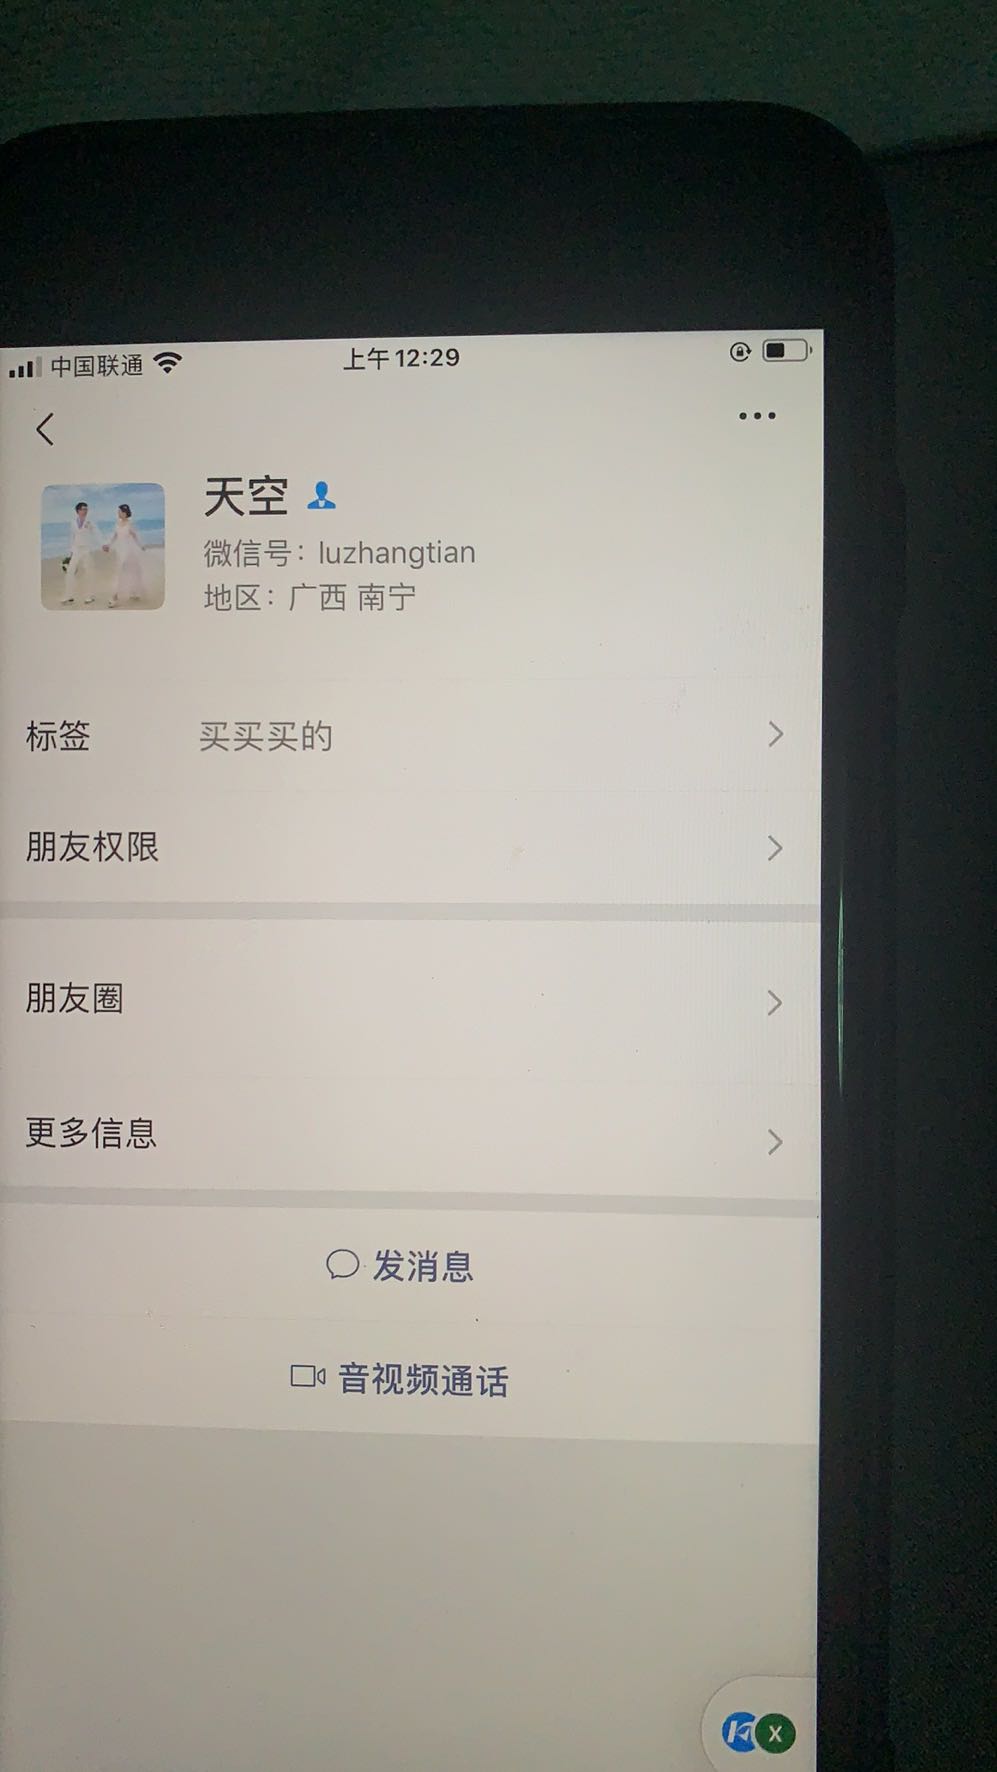 中国联通 上午12:29
天空
微信号：luzhangtian
地区：广西 南宁
标签 买买买的
朋友权限
朋友圈
更多信息
发消息
音视频通话
X